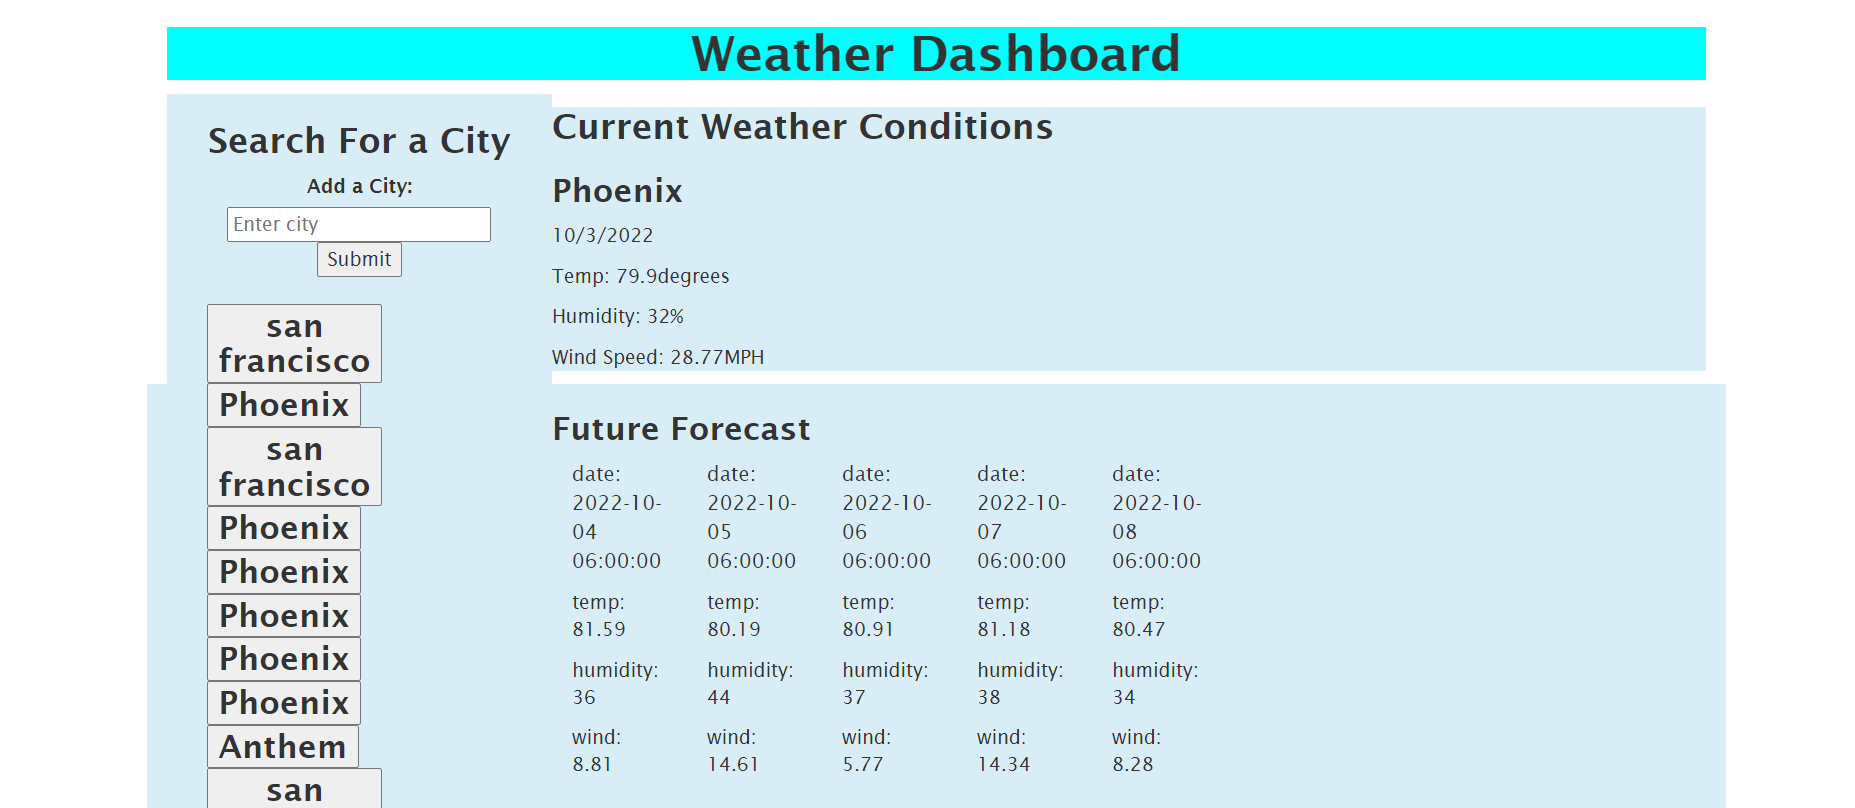 Weather Dashboard
Search For a City
Add a City:
Enter city
Submit
san
francisco
Phoenix
san
francisco
Phoenix
Phoenix
Phoenix
Phoenix
Phoenix
Anthem
san
Current Weather Conditions
Phoenix
10/3/2022
Temp: 79.9degrees
Humidity: 32%
Wind Speed: 28.77MPH
Future Forecast
date:
2022-10-
04
06:00:00
temp:
81.59
humidity:
36
wind:
8.81
date:
2022-10-
05
06:00:00
temp:
80.19
humidity:
44
wind:
14.61
date:
2022-10-
06
06:00:00
temp:
80.91
humidity:
37
wind:
5.77
date:
2022-10-
07
06:00:00
temp:
81.18
humidity:
38
wind:
14.34
date:
2022-10-
08
06:00:00
temp:
80.47
humidity:
34
wind:
8.28